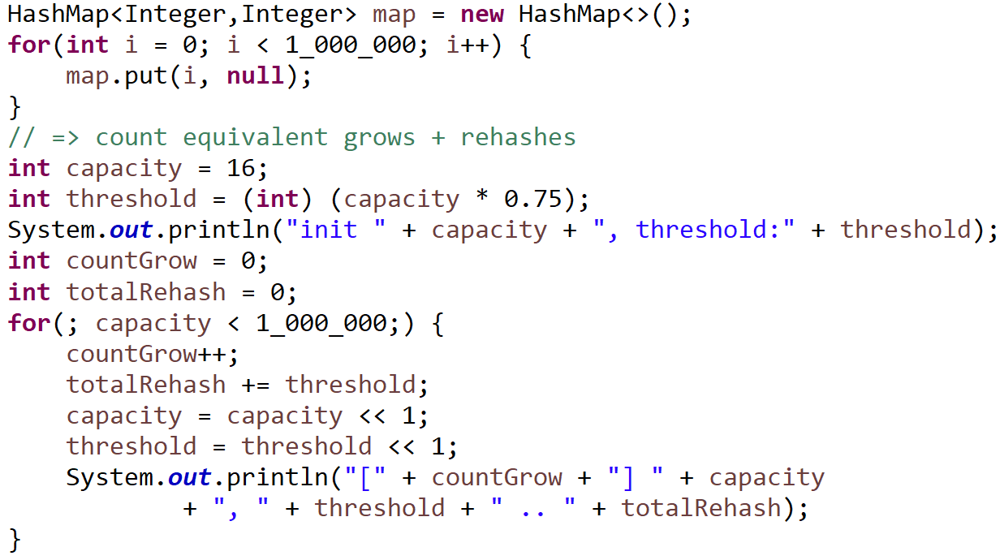 HashMap<Integer,Integer> map = new HashMap<>();
for(int i = 0; i < 1_000_000; i++) {
    map.put(i, null);
}
// => count equivalent grows + rehashes
int capacity = 16;
int threshold = (int) (capacity * 0.75);
System.out.println("init " + capacity + ", threshold:" + threshold);
int countGrow = 0;
int totalRehash = 0;
for(; capacity < 1_000_000;) {
    countGrow++;
    totalRehash += threshold;
    capacity = capacity << 1;
    threshold = threshold << 1;
    System.out.println("[" + countGrow + "] " + capacity
            + ", " + threshold + " .. " + totalRehash);
}